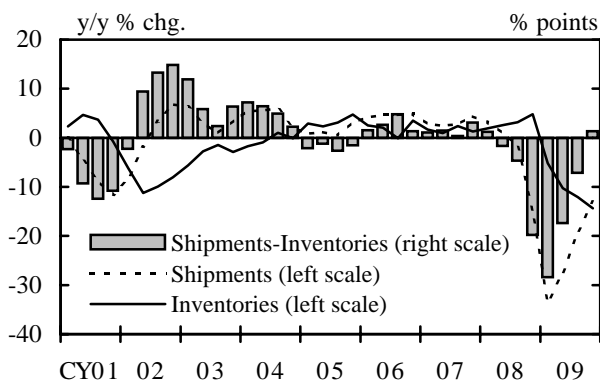 y/y % chg. % points
20
10
0
-10
-20
-30
-40
Shipments-Inventories (right scale)
Shipments (left scale)
Inventories (left scale)
CY01 02 03 04 05 06 07 08 09